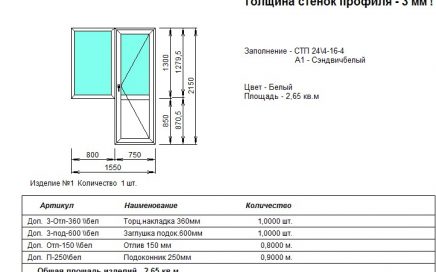 Толщина стенок профиля - 3 мм !
Заполнение - СТП 24\4-16-4
А1 - Сэндвичбелый
Цвет - Белый
Площадь - 2,65 кв.м
1300
1279,5
2150
850
870,5
800
750
1550
Изделие №1 Количество 1 шт.
Артикул Наименование Количество
Доп. 3-Отп-360 \бел Торц.накладка 360мм 1,0000 шт.
Доп. 3-под-600 \бел Заглушка подок.600мм 1,0000 шт.
Доп. Отп-150 \бел Отлив 150 мм 0,8000 м.
Доп. П-250\бел Подоконник 250мм 0,9000 м.
Общая площадь изделий 2,65 кв.м